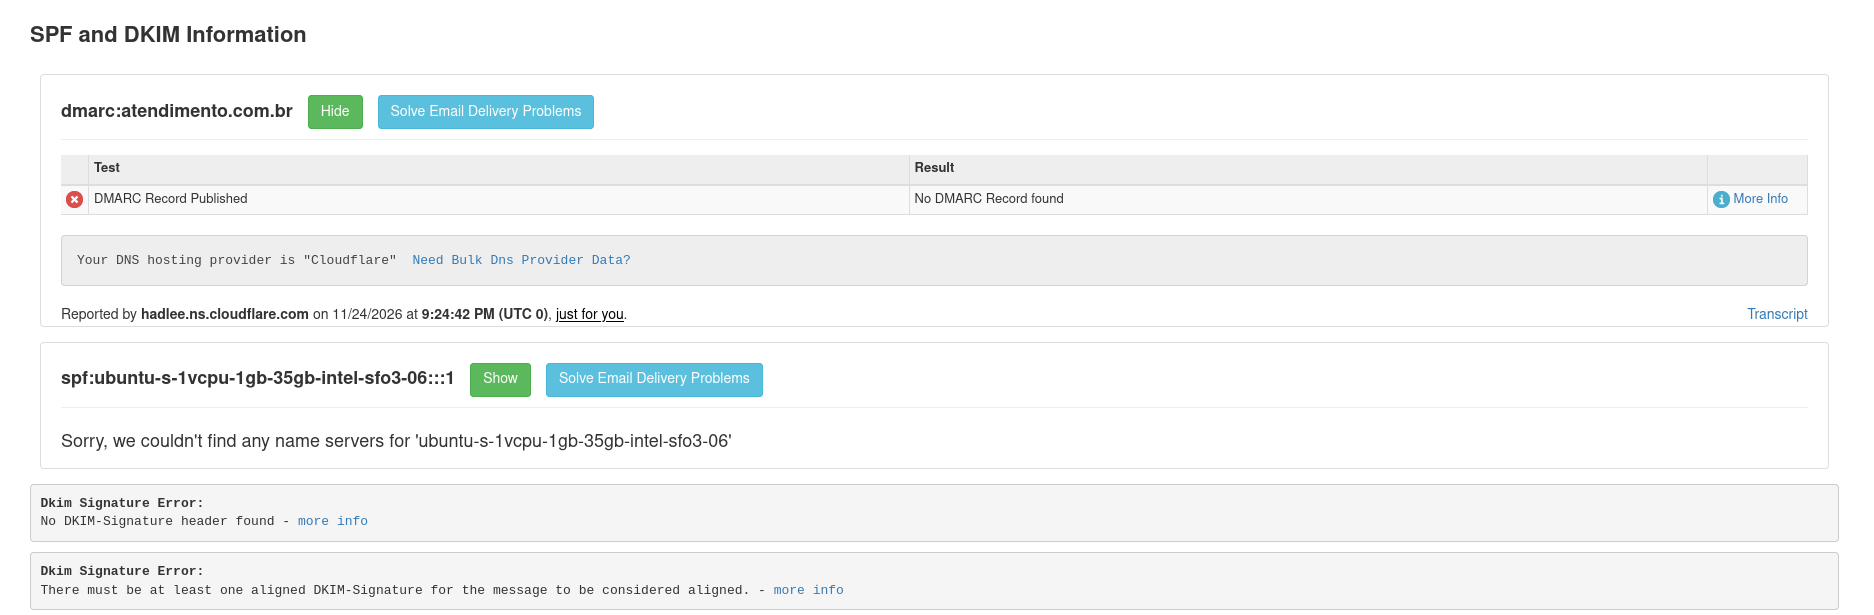 SPF and DKIM Information
dmarc:atendimento.com.br Hide Solve Email Delivery Problems
Test Result
DMARC Record Published No DMARC Record found More Info
Your DNS hosting provider is "Cloudflare" Need Bulk Dns Provider Data?
Reported by hadlee.ns.cloudflare.com on 11/24/2026 at 9:24:42 PM (UTC 0), just for you. Transcript
spf:ubuntu-s-1vcpu-1gb-35gb-intel-sfo3-06:::1 Show Solve Email Delivery Problems
Sorry, we couldn't find any name servers for 'ubuntu-s-1vcpu-1gb-35gb-intel-sfo3-06'
Dkim Signature Error:
No DKIM-Signature header found - more info
Dkim Signature Error:
There must be at least one aligned DKIM-Signature for the message to be considered aligned. - more info